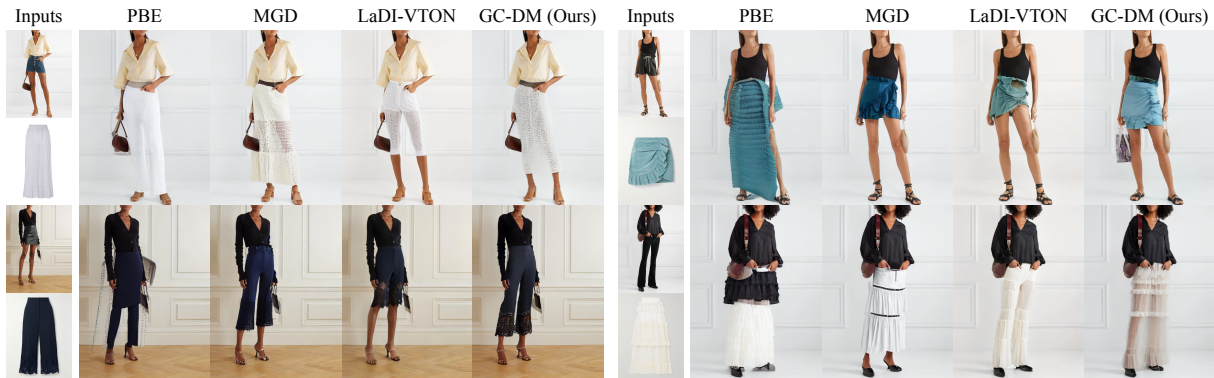 Inputs PBE MGD LaDI-VTON GC-DM (Ours) Inputs PBE MGD LaDI-VTON GC-DM (Ours)